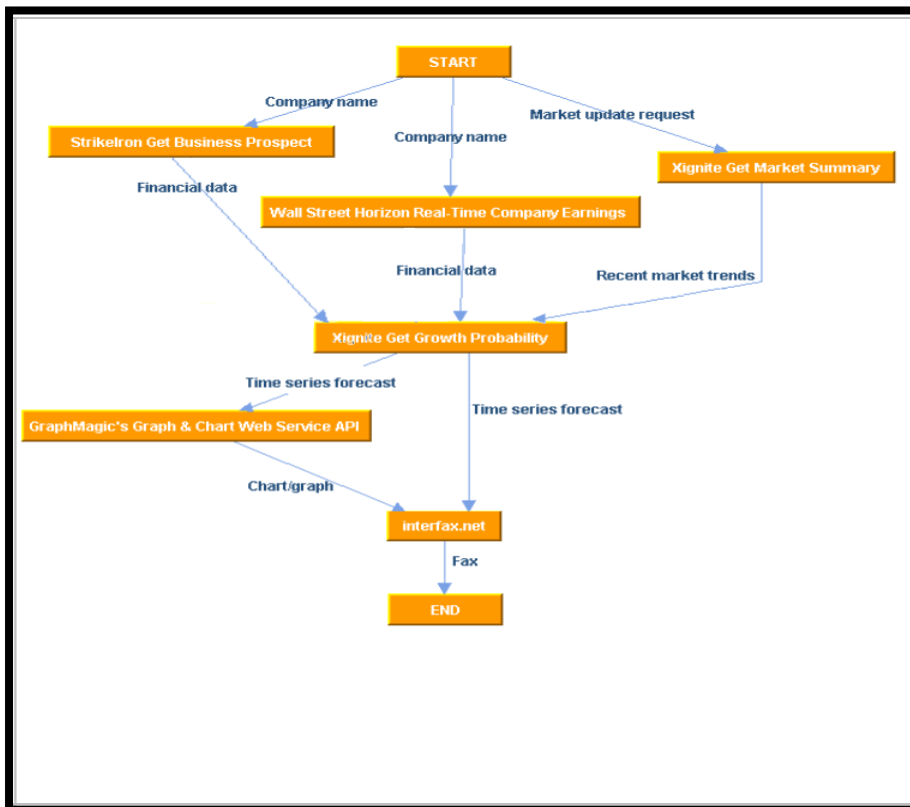 START
Company name
Company name
Market update request
StrikeIron Get Business Prospect
Xignite Get Market Summary
Financial data
Wall Street Horizon Real-Time Company Earnings
Financial data
Recent market trends
Xignite Get Growth Probability
Time series forecast
Time series forecast
GraphMagic's Graph & Chart Web Service API
Chart/graph
interfax.net
Fax
END